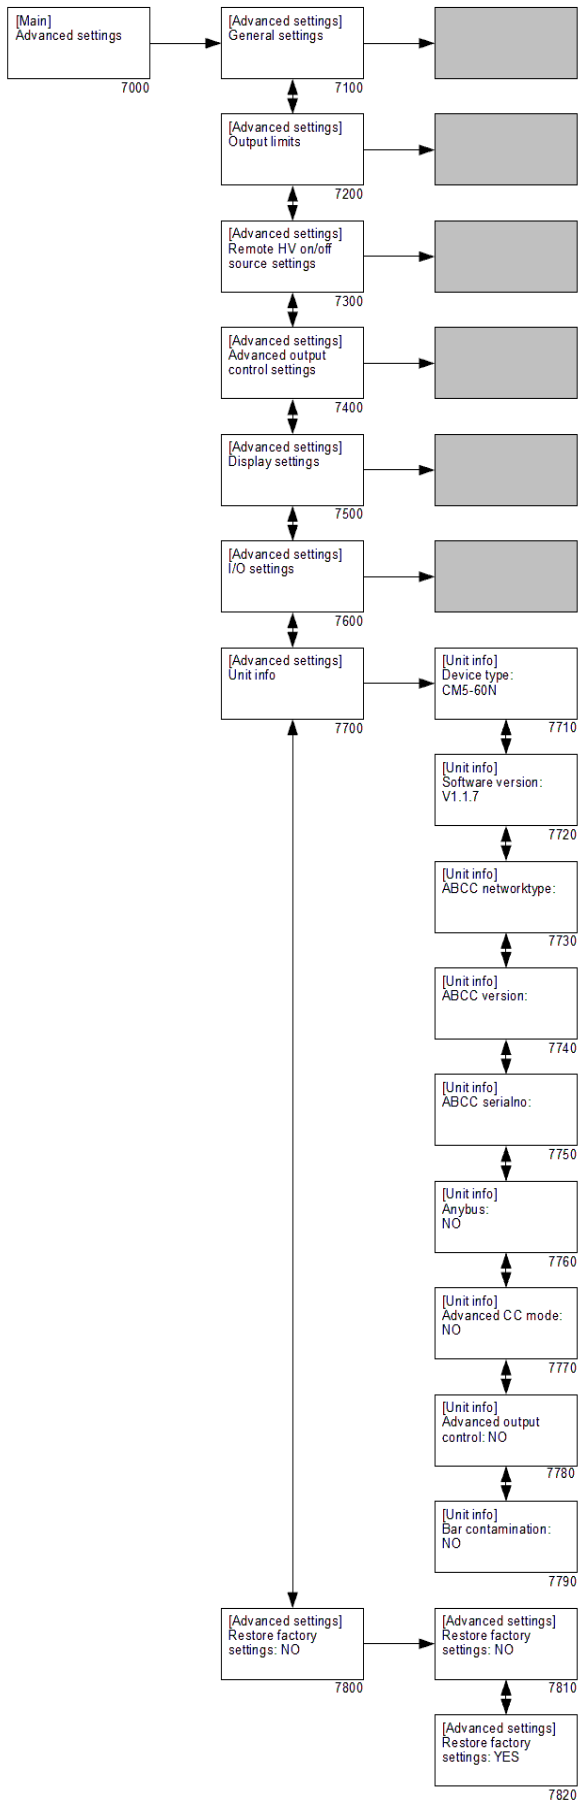 [Main]
Advanced settings
7000
[Advanced settings]
General settings
7100
[Advanced settings]
Output limits
7200
[Advanced settings]
Remote HV on/off
source settings
7300
[Advanced settings]
Advanced output
control settings
7400
[Advanced settings]
Display settings
7500
[Advanced settings]
I/O settings
7600
[Advanced settings]
Unit info
7700
[Unit info]
Device type:
CM5-60N
7710
[Unit info]
Software version:
V1.1.7
7720
[Unit info]
ABCC networktype:
7730
[Unit info]
ABCC version:
7740
[Unit info]
ABCC serialno:
7750
[Unit info]
Anybus:
NO
7760
[Unit info]
Advanced CC mode:
NO
7770
[Unit info]
Advanced output
control: NO
7780
[Unit info]
Bar contamination:
NO
7790
[Advanced settings]
Restore factory
settings: NO
7800
[Advanced settings]
Restore factory
settings: NO
7810
[Advanced settings]
Restore factory
settings: YES
7820